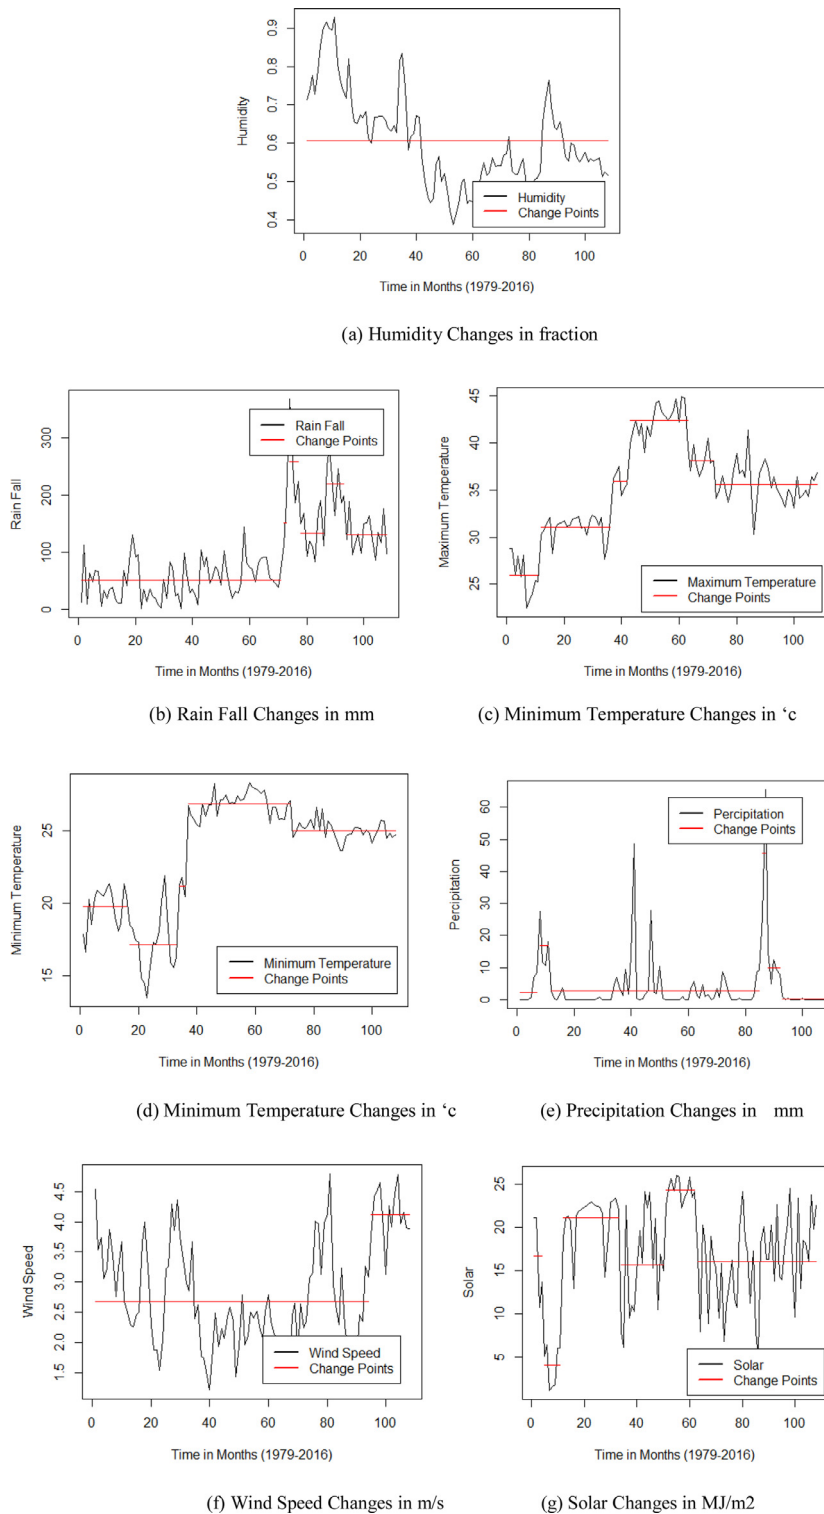 0.9
0.8
0.7
0.6
0.5
0.4
Humidity
Humidity
Change Points
0 20 40 60 80 100
Time in Months (1979-2016)
(a) Humidity Changes in fraction
300
200
100
0
Rain Fall
Rain Fall
Change Points
0 20 40 60 80 100
Time in Months (1979-2016)
(b) Rain Fall Changes in mm
45
40
35
30
25
Maximum Temperature
Maximum Temperature
Change Points
0 20 40 60 80 100
Time in Months (1979-2016)
(c) Minimum Temperature Changes in ‘c
25
20
15
Minimum Temperature
Minimum Temperature
Change Points
0 20 40 60 80 100
Time in Months (1979-2016)
(d) Minimum Temperature Changes in ‘c
60
50
40
30
20
10
0
Percipitation
Percipitation
Change Points
0 20 40 60 80 100
Time in Months (1979-2016)
(e) Precipitation Changes in mm
4.5
4.0
3.5
3.0
2.5
2.0
1.5
Wind Speed
Wind Speed
Change Points
0 20 40 60 80 100
Time in Months (1979-2016)
(f) Wind Speed Changes in m/s
25
20
15
10
5
Solar
Solar
Change Points
0 20 40 60 80 100
Time in Months (1979-2016)
(g) Solar Changes in MJ/m2